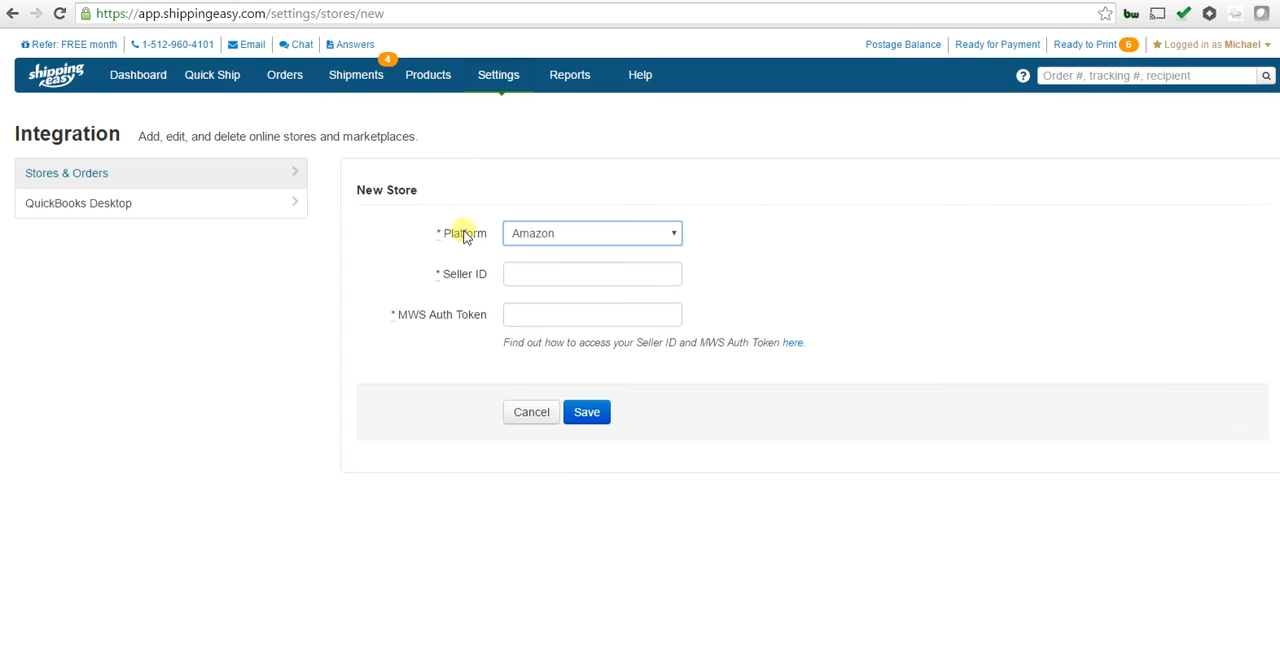 https://app.shippingeasy.com/settings/stores/new
bw
Refer: FREE month 1-512-960-4101 Email Chat Answers Postage Balance Ready for Payment Ready to Print 6 Logged in as Michael
4
shipping easy Dashboard Quick Ship Orders Shipments Products Settings Reports Help ? Order #, tracking #, recipient
Integration Add, edit, and delete online stores and marketplaces.
Stores & Orders
QuickBooks Desktop
New Store
* Platform Amazon
* Seller ID
* MWS Auth Token
Find out how to access your Seller ID and MWS Auth Token here.
Cancel Save